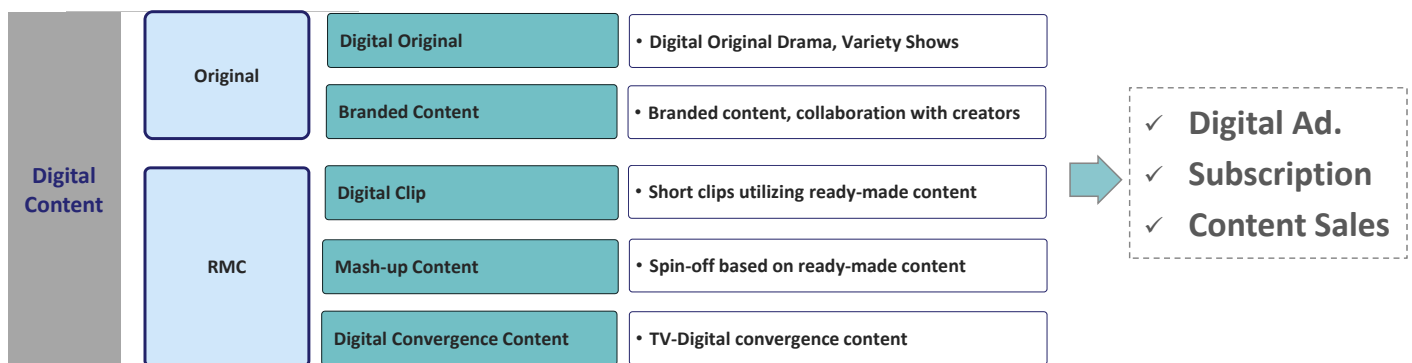 Digital
Content
Original
Digital Original
• Digital Original Drama, Variety Shows
Branded Content
• Branded content, collaboration with creators
RMC
Digital Clip
• Short clips utilizing ready-made content
Mash-up Content
• Spin-off based on ready-made content
Digital Convergence Content
• TV-Digital convergence content
✓ Digital Ad.
✓ Subscription
✓ Content Sales